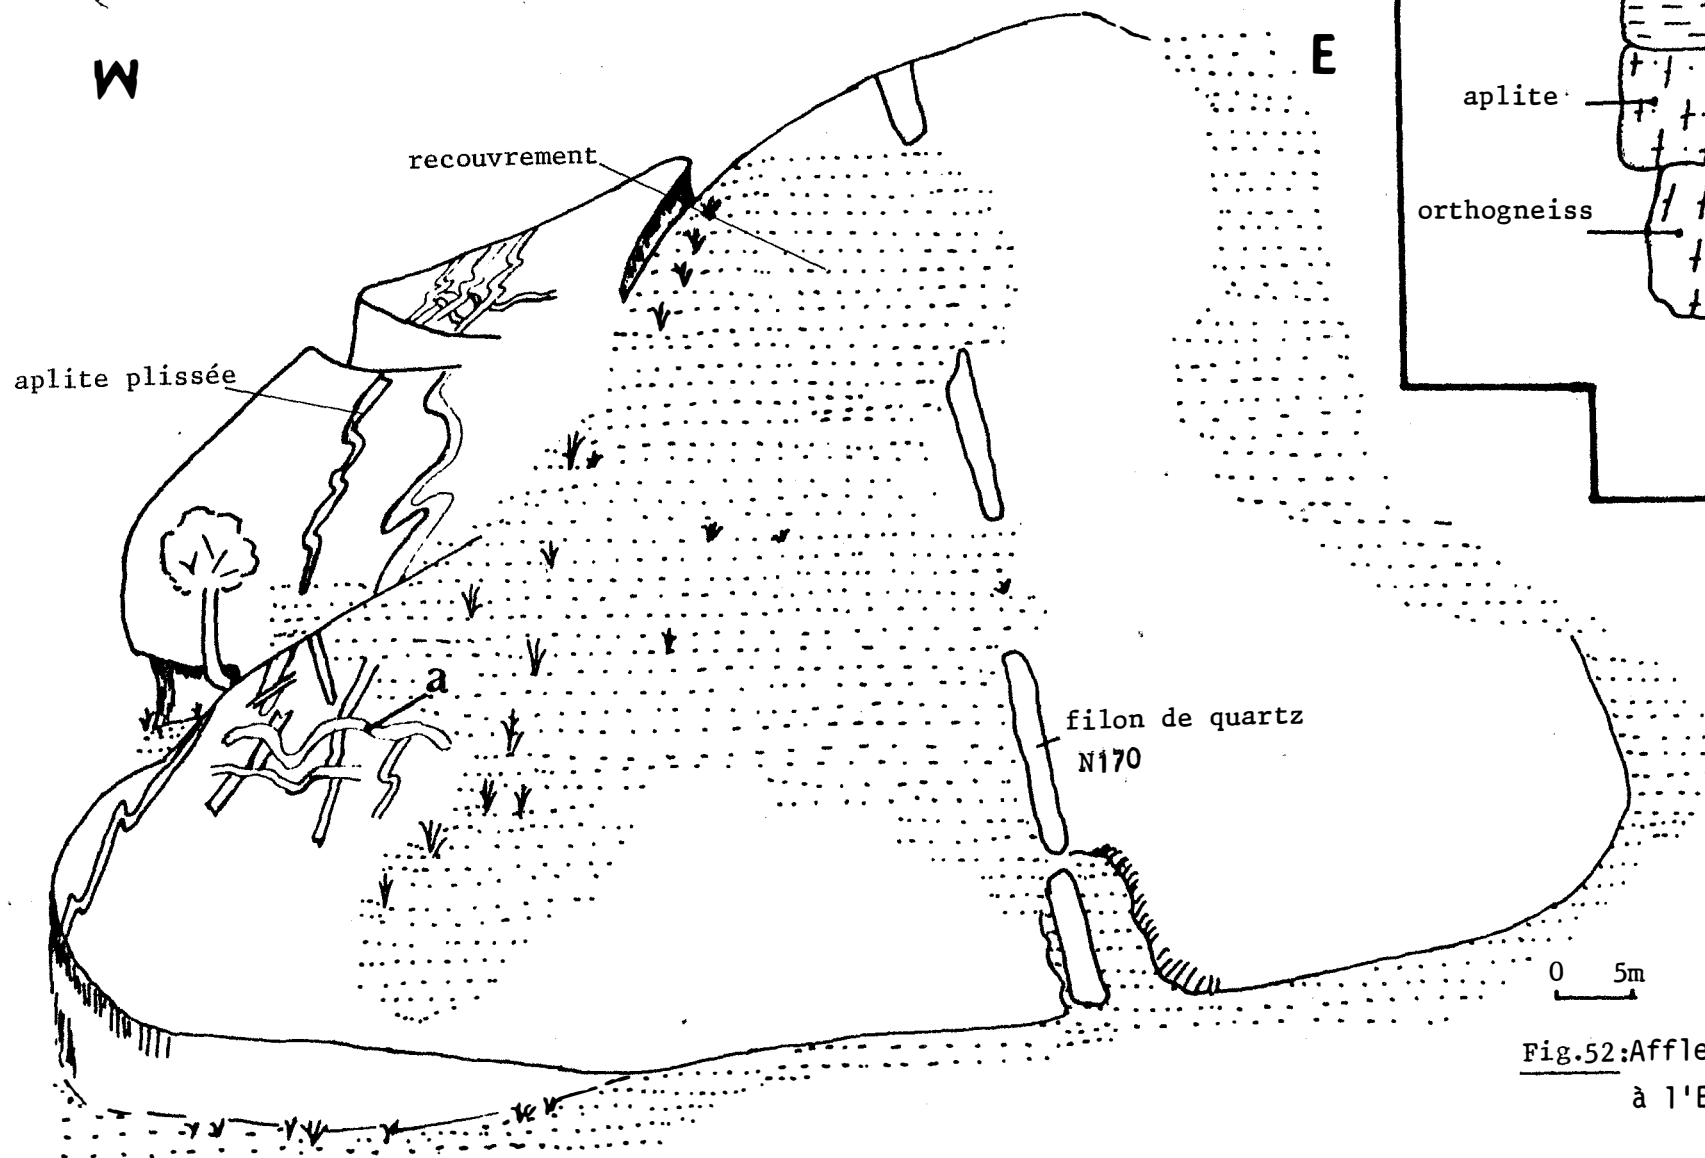 W
E
aplite
orthogneiss
recouvrement
aplite plissée
a
filon de quartz
N170
0 5m
Fig.52:Affle
à l'E